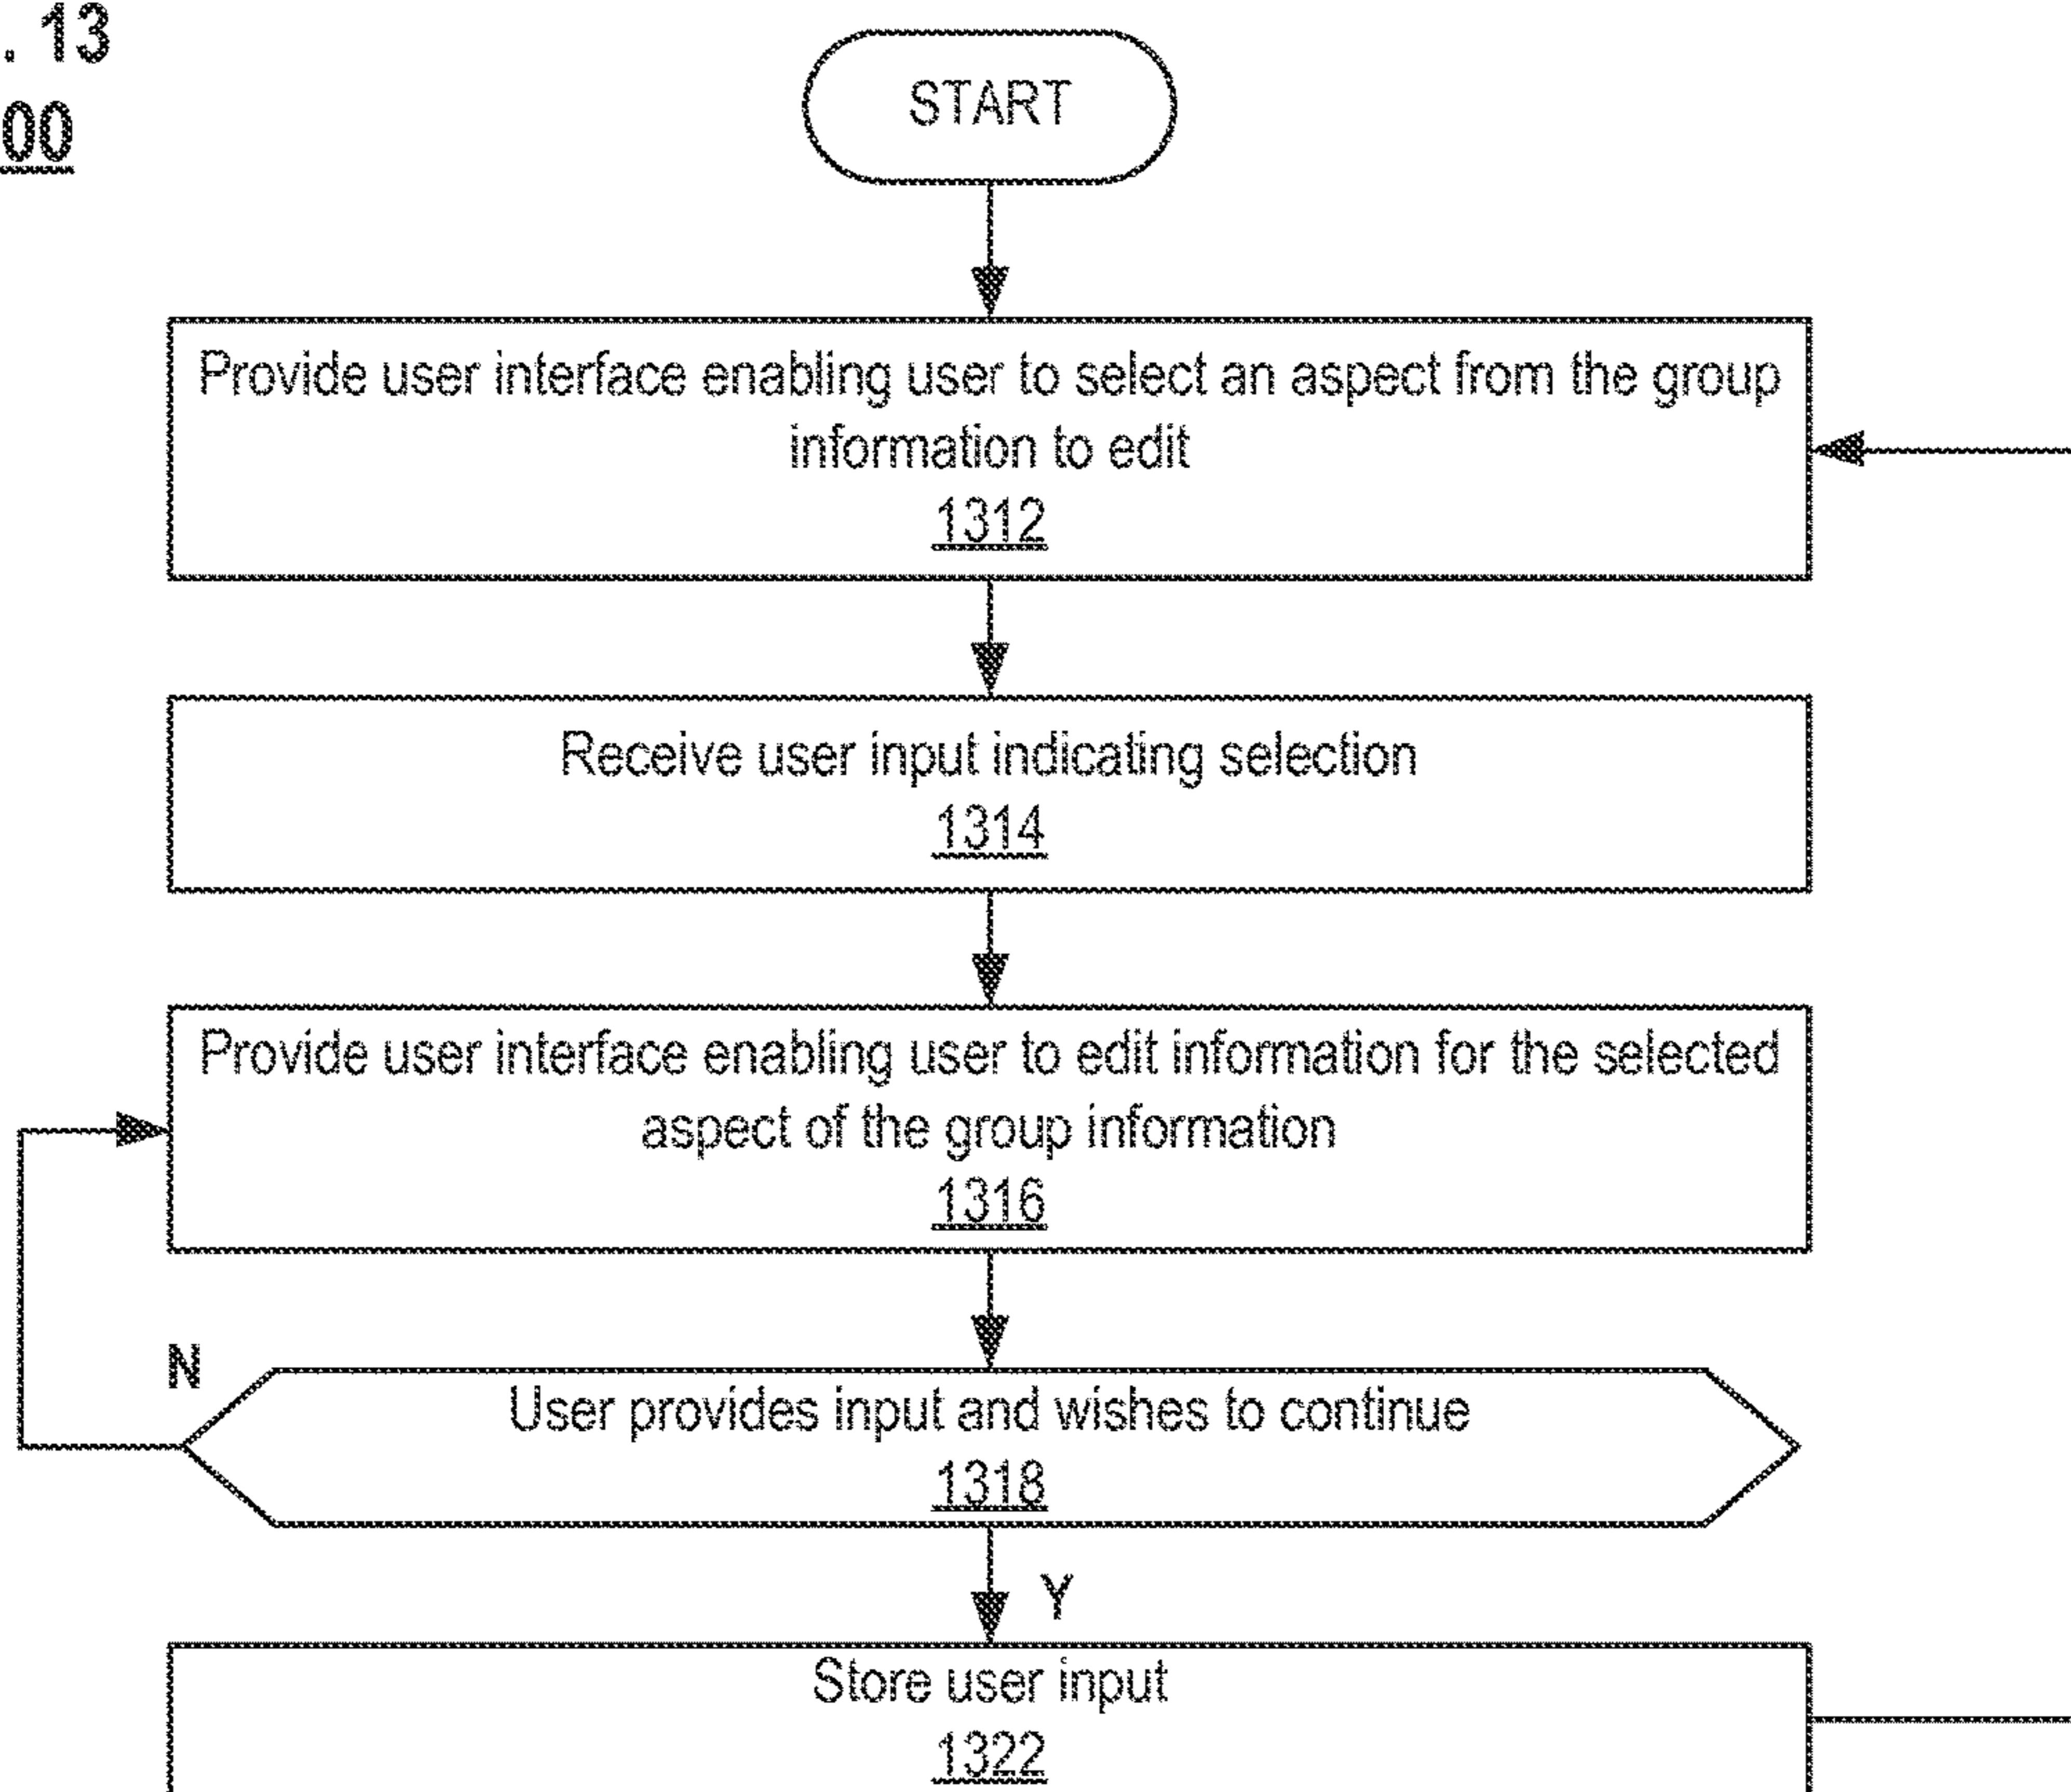 . 13
00
START
Provide user interface enabling user to select an aspect from the group
information to edit
1312
Receive user input indicating selection
1314
Provide user interface enabling user to edit information for the selected
aspect of the group information
1316
N
User provides input and wishes to continue
1318
Y
Store user input
1322